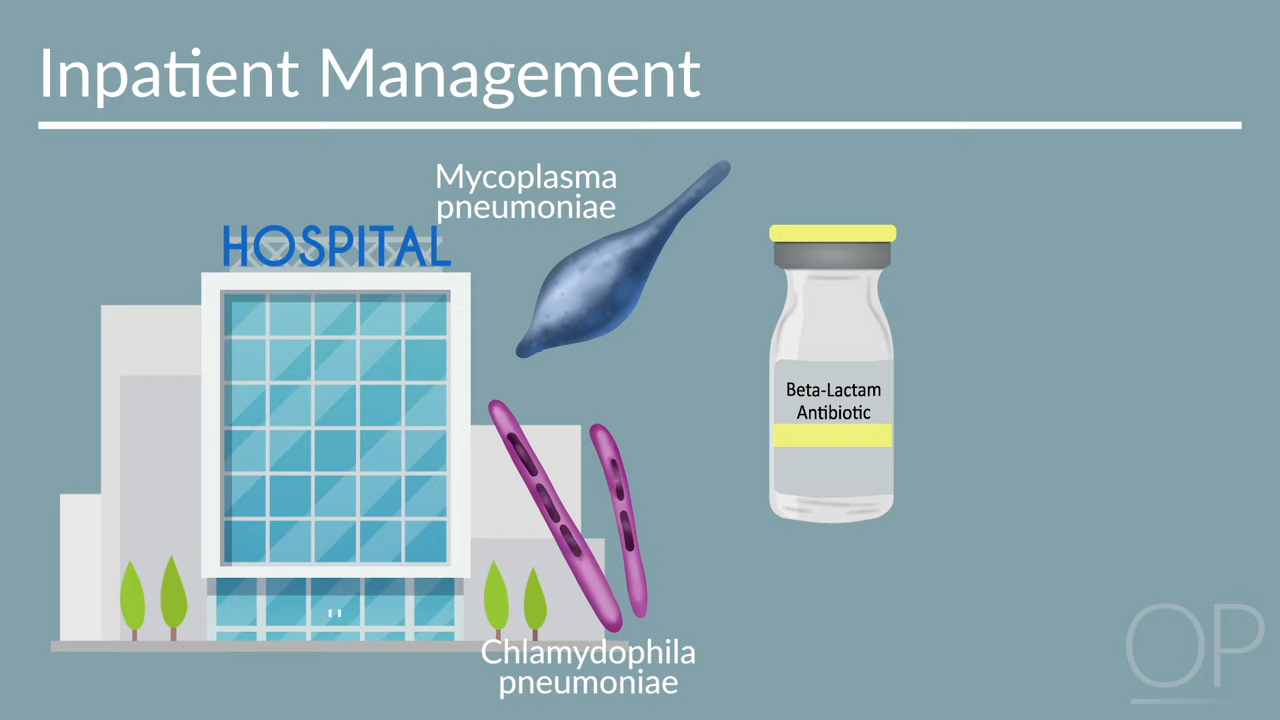 Inpatient Management
Mycoplasma
pneumoniae
HOSPITAL
Beta-Lactam
Antibiotic
Chlamydophila
pneumoniae
OP